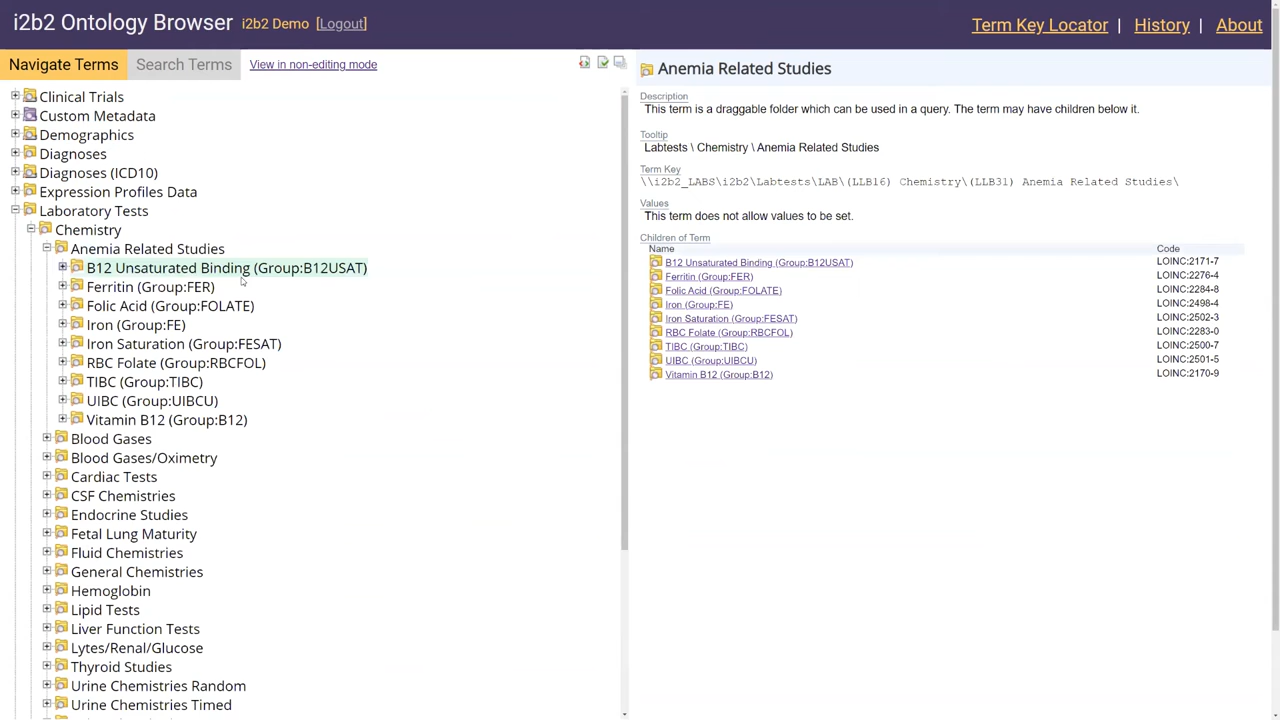 i2b2 Ontology Browser i2b2 Demo [Logout] Term Key Locator | History | About
Navigate Terms Search Terms View in non-editing mode
Clinical Trials
Custom Metadata
Demographics
Diagnoses
Diagnoses (ICD10)
Expression Profiles Data
Laboratory Tests
Chemistry
Anemia Related Studies
B12 Unsaturated Binding (Group:B12USAT)
Ferritin (Group:FER)
Folic Acid (Group:FOLATE)
Iron (Group:FE)
Iron Saturation (Group:FESAT)
RBC Folate (Group:RBCFOL)
TIBC (Group:TIBC)
UIBC (Group:UIBCU)
Vitamin B12 (Group:B12)
Blood Gases
Blood Gases/Oximetry
Cardiac Tests
CSF Chemistries
Endocrine Studies
Fetal Lung Maturity
Fluid Chemistries
General Chemistries
Hemoglobin
Lipid Tests
Liver Function Tests
Lytes/Renal/Glucose
Thyroid Studies
Urine Chemistries Random
Urine Chemistries Timed
Anemia Related Studies
Description
This term is a draggable folder which can be used in a query. The term may have children below it.
Tooltip
Labtests \ Chemistry \ Anemia Related Studies
Term Key
\\i2b2_LABS\i2b2\Labtests\LAB\(LLB16) Chemistry\(LLB31) Anemia Related Studies\
Values
This term does not allow values to be set.
Children of Term
Name Code
B12 Unsaturated Binding (Group:B12USAT) LOINC:2171-7
Ferritin (Group:FER) LOINC:2276-4
Folic Acid (Group:FOLATE) LOINC:2284-8
Iron (Group:FE) LOINC:2498-4
Iron Saturation (Group:FESAT) LOINC:2502-3
RBC Folate (Group:RBCFOL) LOINC:2283-0
TIBC (Group:TIBC) LOINC:2500-7
UIBC (Group:UIBCU) LOINC:2501-5
Vitamin B12 (Group:B12) LOINC:2170-9